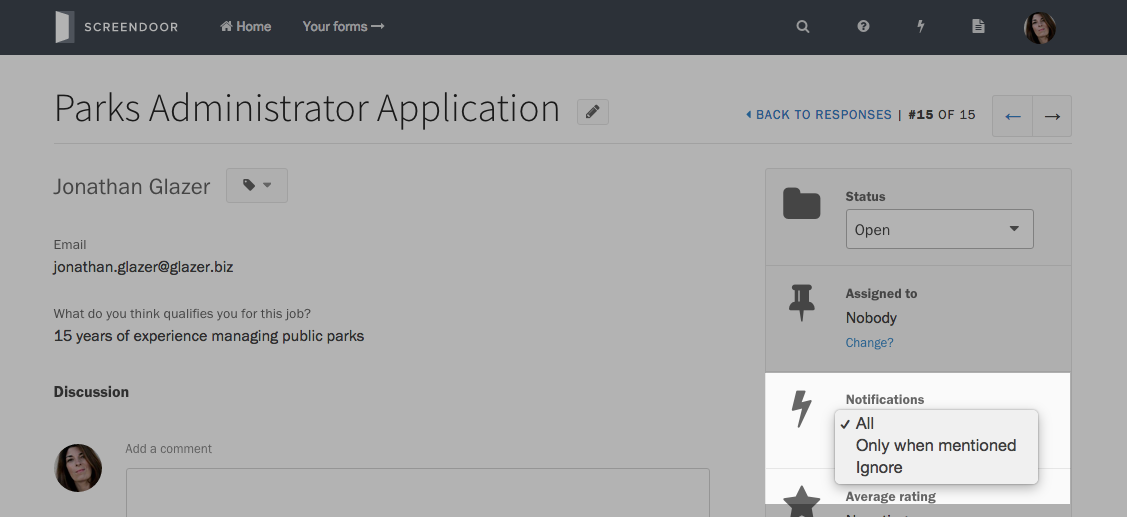 SCREENDOOR
Home
Your forms →
Parks Administrator Application
BACK TO RESPONSES | #15 OF 15
← →
Jonathan Glazer
Email
jonathan.glazer@glazer.biz
What do you think qualifies you for this job?
15 years of experience managing public parks
Discussion
Add a comment
Status
Open
Assigned to
Nobody
Change?
Notifications
✓ All
Only when mentioned
Ignore
Average rating